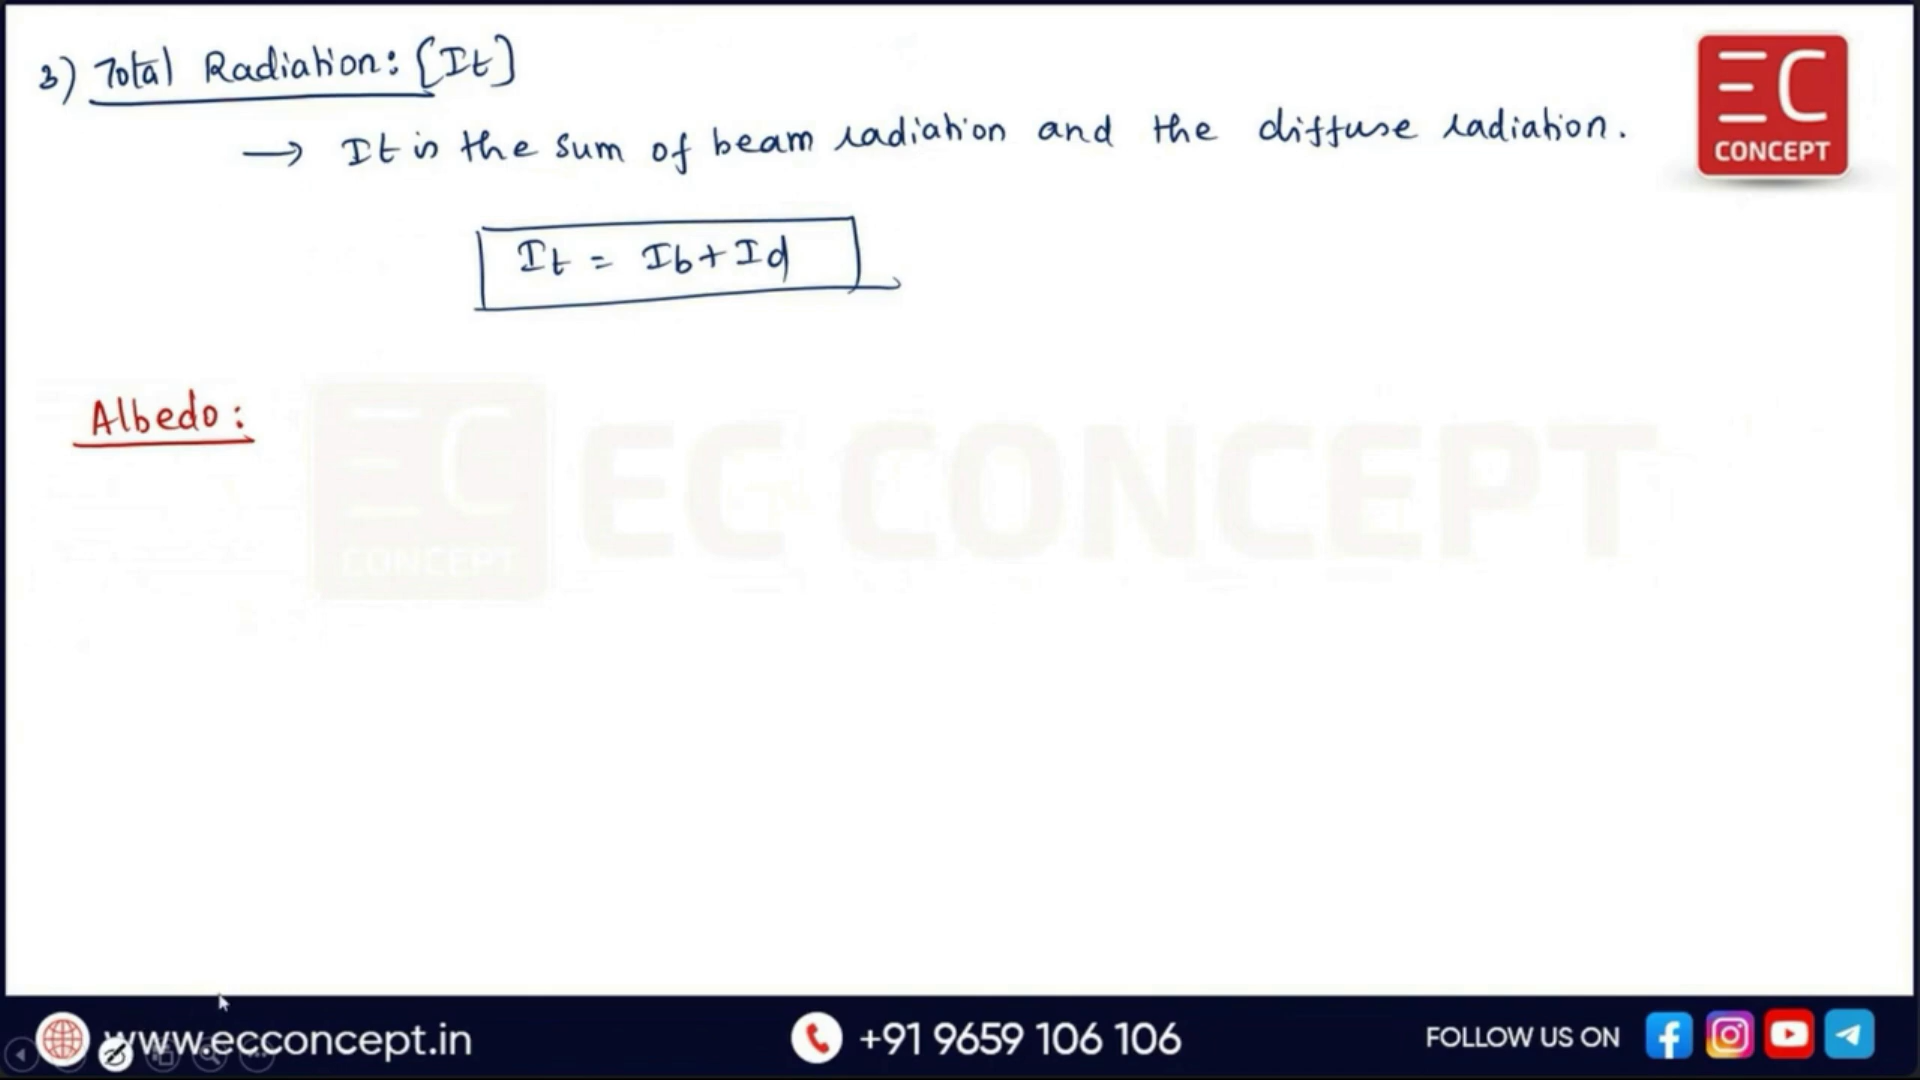 3) Total Radiation: [It]
→ It is the sum of beam radiation and the diffuse radiation.
It = Ib + Id
Albedo:
EC
CONCEPT
EC CONCEPT
CONCEPT
www.ecconcept.in
+91 9659 106 106
FOLLOW US ON